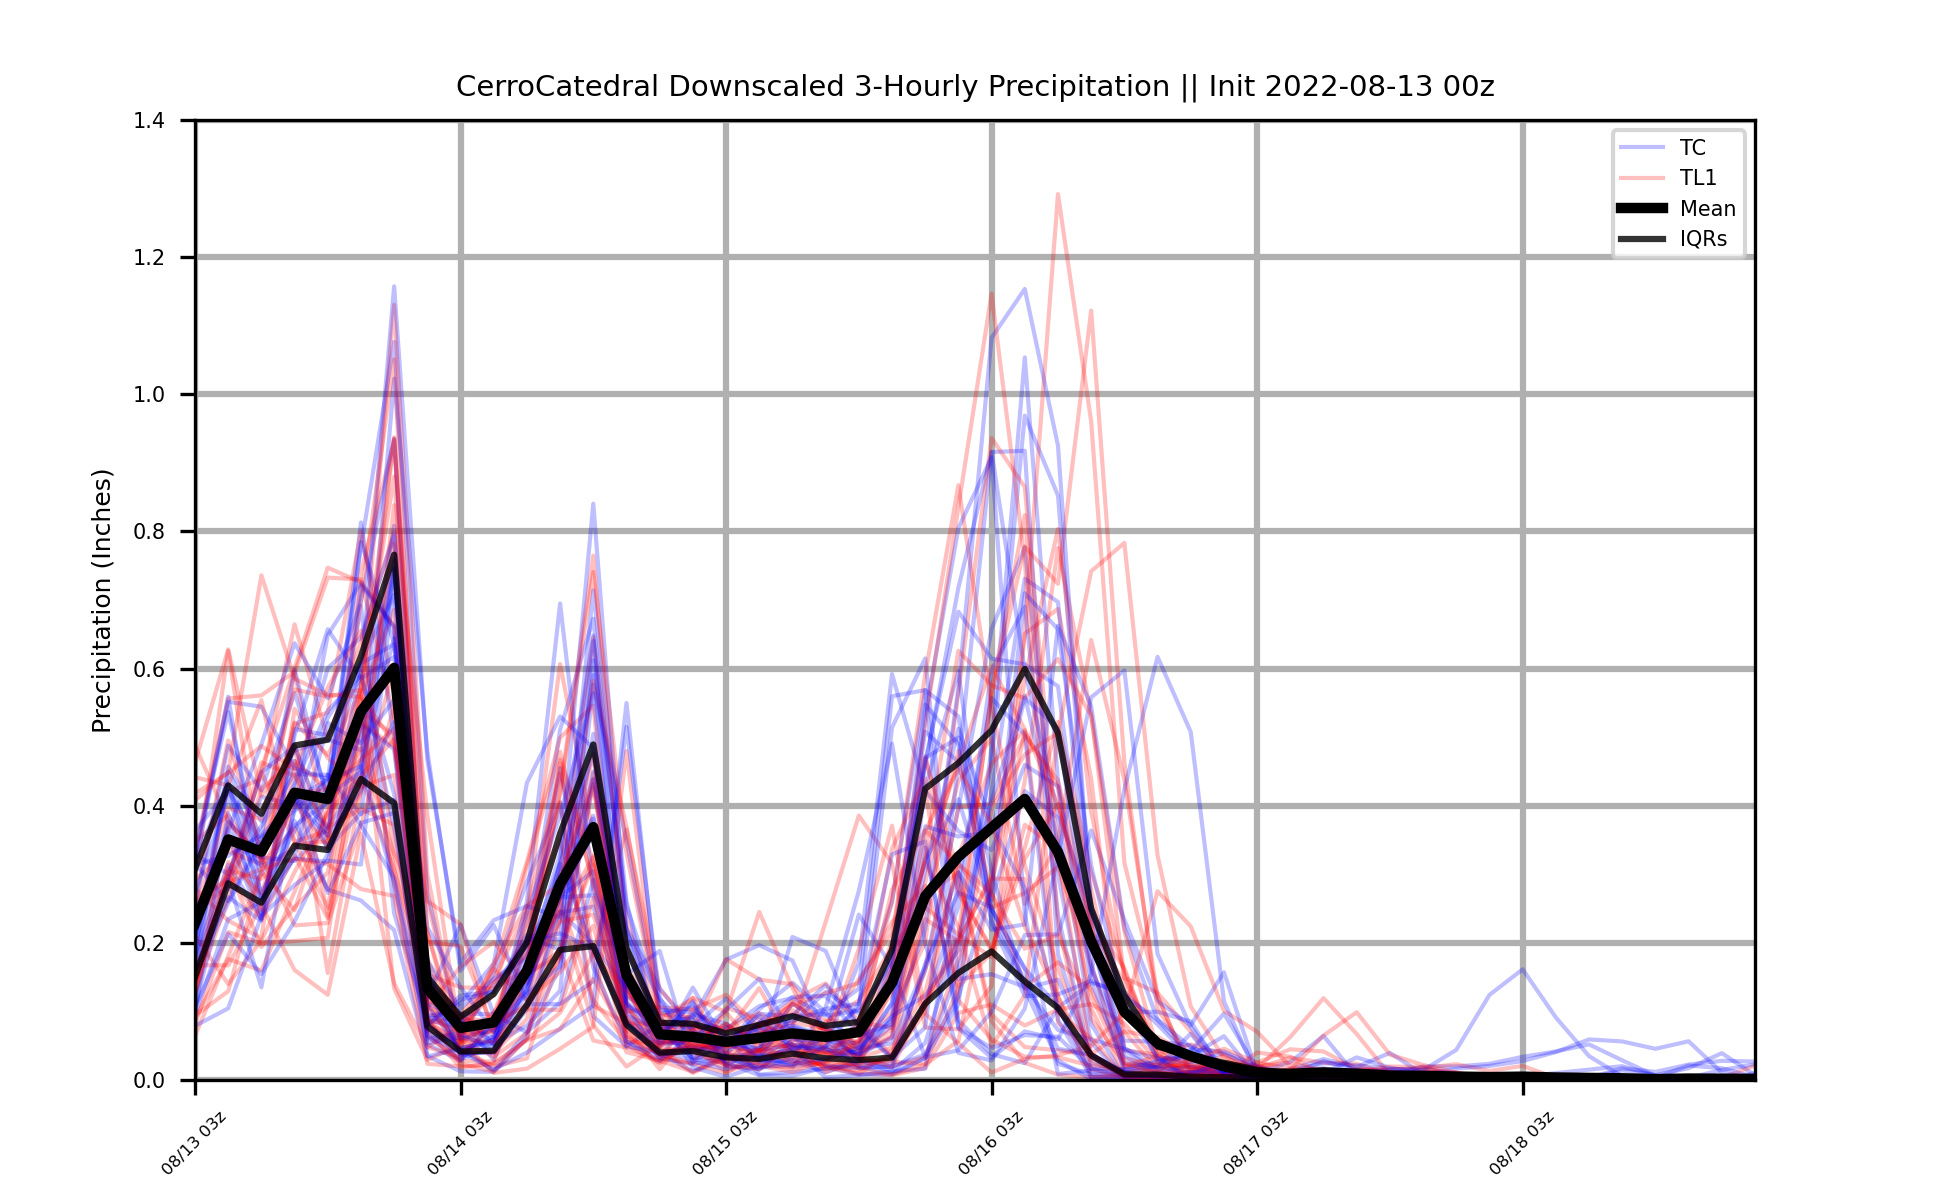 CerroCatedral Downscaled 3-Hourly Precipitation || Init 2022-08-13 00z
Precipitation (Inches)
1.4
1.2
1.0
0.8
0.6
0.4
0.2
0.0
TC
TL1
Mean
IQRs
08/13 03z
08/14 03z
08/15 03z
08/16 03z
08/17 03z
08/18 03z